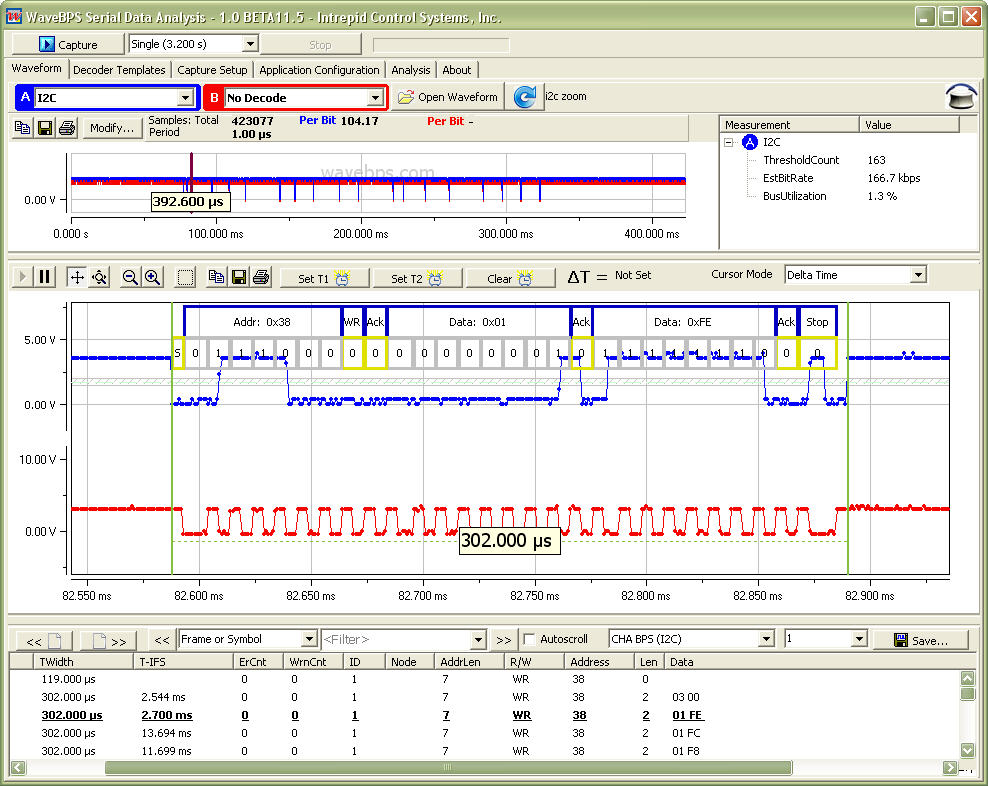 WaveBPS Serial Data Analysis - 1.0 BETA11.5 - Intrepid Control Systems, Inc.
Capture Single (3.200 s) Stop
Waveform Decoder Templates Capture Setup Application Configuration Analysis About
A I2C B No Decode Open Waveform i2c zoom
Modify... Samples: Total 423077 Per Bit 104.17 Per Bit -
Period 1.00 µs
Measurement Value
A I2C
ThresholdCount 163
EstBitRate 166.7 kbps
BusUtilization 1.3 %
wavebps.com
0.00 V
392.600 µs
0.000 s 100.000 ms 200.000 ms 300.000 ms 400.000 ms
Set T1 Set T2 Clear ΔT = Not Set Cursor Mode Delta Time
Addr: 0x38 WR Ack Data: 0x01 Ack Data: 0xFE Ack Stop
5.00 V
S 0 1 1 1 0 0 0 0 0 0 0 0 0 0 0 0 1 0 1 1 1 1 1 1 1 0 0 0
0.00 V
10.00 V
0.00 V
302.000 µs
82.550 ms 82.600 ms 82.650 ms 82.700 ms 82.750 ms 82.800 ms 82.850 ms 82.900 ms
<< >> << Frame or Symbol <Filter> >> Autoscroll CHA BPS (I2C) 1 Save...
TWidth T-IFS ErCnt WrnCnt ID Node AddrLen R/W Address Len Data
119.000 µs 0 0 1 7 WR 38 0
302.000 µs 2.544 ms 0 0 1 7 WR 38 2 03 00
302.000 µs 2.700 ms 0 0 1 7 WR 38 2 01 FE
302.000 µs 13.694 ms 0 0 1 7 WR 38 2 01 FC
302.000 µs 11.699 ms 0 0 1 7 WR 38 2 01 F8